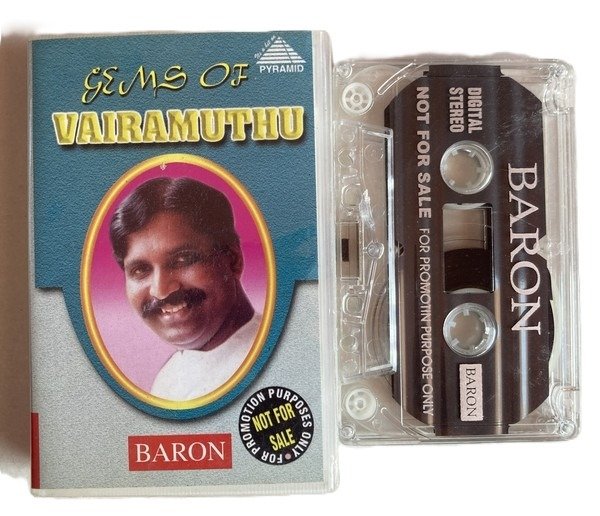 GEMS OF
VAIRAMUTHU
PYRAMID
BARON
FOR PROMOTION PURPOSES ONLY
NOT FOR
SALE
DIGITAL
STEREO
NOT FOR SALE FOR PROMOTIN PURPOSE ONLY
BARON
BARON